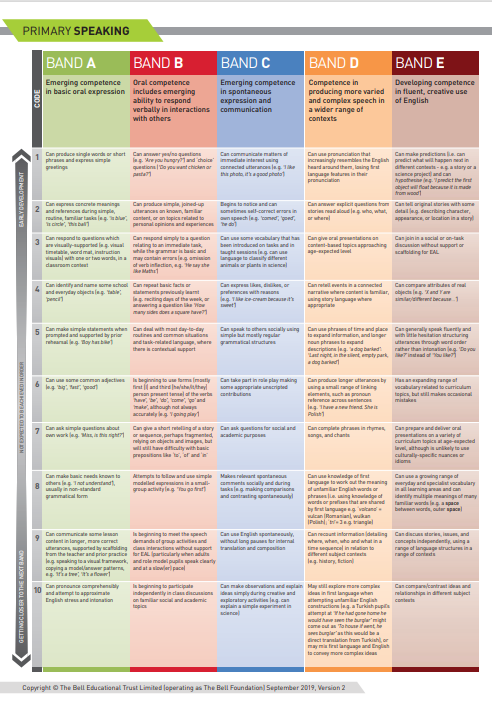 PRIMARY SPEAKING
CODE
BAND A
Emerging competence
in basic oral expression
BAND B
Oral competence
includes emerging
ability to respond
verbally in interactions
with others
BAND C
Emerging competence
in spontaneous
expression and
communication
BAND D
Competence in
producing more varied
and complex speech in
a wider range of
contexts
BAND E
Developing competence
in fluent, creative use
of English
EARLY DEVELOPMENT
NOT EXPECTED TO BE ACHIEVED IN ORDER
GETTING CLOSER TO THE NEXT BAND
1
Can produce single words or short
phrases and express simple
greetings
Can answer yes/no questions
(e.g. 'Are you hungry?') and 'choice'
questions ('Do you want chicken or
pasta?')
Can communicate matters of
immediate interest using
connected utterances (e.g. 'I like
this photo, it's a good photo')
Can use pronunciation that
increasingly resembles the English
heard around them, losing first
language features in their
pronunciation
Can make predictions (i.e. can
predict what will happen next in
different contexts - e.g. a story or a
science project) and can
hypothesise (e.g. 'I predict the first
object will float because it is made
from wood')
2
Can express concrete meanings
and references during simple,
routine, familiar tasks (e.g. 'is blue',
'is circle', 'this bell')
Can produce simple, joined-up
utterances on known, familiar
content, or on topics related to
personal opinions and experiences
Begins to notice and can
sometimes self-correct errors in
own speech (e.g. 'comed', 'goed',
'He do')
Can answer explicit questions from
stories read aloud (e.g. who, what,
or where)
Can tell original stories with some
detail (e.g. describing character,
appearance, or location in a story)
3
Can respond to questions which
are visually-supported (e.g. visual
timetable, word mat, instruction
visuals) with one or two words, in a
classroom context
Can respond simply to a question
relating to an immediate task,
while the grammar is basic and
may contain errors (e.g. omission
of verb inflection, e.g. 'He say she
like Maths')
Can use some vocabulary that has
been introduced on tasks and in
taught sessions (e.g. can use
language to classify different
animals or plants in science)
Can give oral presentations on
content-based topics approaching
age-expected level
Can join in a social or on-task
discussion without support or
scaffolding for EAL
4
Can identify and name some school
and everyday objects (e.g. 'table',
'pencil')
Can repeat basic facts or
statements previously learnt
(e.g. reciting days of the week, or
answering a question like 'How
many sides does a square have?')
Can express likes, dislikes, or
preferences with reasons
(e.g. 'I like ice-cream because it's
sweet')
Can retell events in a connected
narrative where content is familiar,
using story language where
appropriate
Can compare attributes of real
objects (e.g. 'X and Y are
similar/different because…')
5
Can make simple statements when
prompted and supported by prior
rehearsal (e.g. 'Boy has bike')
Can deal with most day-to-day
routines and common situations
and task-related language, where
there is contextual support
Can speak to others socially using
simple but mostly regular
grammatical structures
Can use phrases of time and place
to expand information, and longer
noun phrases to expand
descriptions (e.g. 'a dog barked':
'Last night, in the silent, empty park,
a dog barked')
Can generally speak fluently and
with little hesitation structuring
utterances through word order
rather than intonation (e.g. 'Do you
like?' instead of 'You like?')
6
Can use some common adjectives
(e.g. 'big', 'fast', 'good')
Is beginning to use forms (mostly
first [I] and third [he/she/it/they]
person present tense) of the verbs
'have', 'be', 'do', 'come', 'go' and
'make', although not always
accurately (e.g. 'I going play')
Can take part in role play making
some appropriate unscripted
contributions
Can produce longer utterances by
using a small range of linking
elements, such as pronoun
reference across sentences
(e.g. 'I have a new friend. She is
Polish')
Has an expanding range of
vocabulary related to curriculum
topics, but still makes occasional
mistakes
7
Can ask simple questions about
own work (e.g. 'Miss, is this right?')
Can give a short retelling of a story
or sequence, perhaps fragmented,
relying on objects and images, but
will still have difficulty with basic
prepositions like 'to', 'of' and 'in'
Can ask questions for social and
academic purposes
Can complete phrases in rhymes,
songs, and chants
Can prepare and deliver oral
presentations on a variety of
curriculum topics at age-expected
level, although is unlikely to use
culturally-specific nuances or
idioms
8
Can make basic needs known to
others (e.g. 'I not understand'),
usually in non-standard
grammatical form
Attempts to follow and use simple
modelled expressions in a small-
group activity (e.g. 'You go first')
Makes relevant spontaneous
comments socially and during
tasks (e.g. making comparisons
and contrasting spontaneously)
Can use knowledge of first
language to work out the meaning
of unfamiliar English words or
phrases (i.e. using knowledge of
words or prefixes that are shared
by first language e.g. 'volcano' =
vulcan (Romanian), wulkan
(Polish); 'tri'= 3 e.g. triangle)
Can use a growing range of
everyday and specialist vocabulary
in all learning areas and can
identify multiple meanings of many
familiar words (e.g. a space
between words, outer space)
9
Can communicate some lesson
content in longer, more correct
utterances, supported by scaffolding
from the teacher and prior practice
(e.g. speaking to a visual framework,
copying a model/answer patterns,
e.g. 'It's a tree', 'It's a flower')
Is beginning to meet the speech
demands of group activities and
class interactions without support
for EAL (particularly when adults
and role model pupils speak clearly
and at a slow(er) pace)
Can use English spontaneously,
without long pauses for internal
translation and composition
Can recount information (detailing
where, when, who and what in a
time sequence) in relation to
different subject contexts
(e.g. history, fiction)
Can discuss stories, issues, and
concepts independently, using a
range of language structures in a
range of contexts
10
Can pronounce comprehensibly
and attempt to approximate
English stress and intonation
Is beginning to participate
independently in class discussions
on familiar social and academic
topics
Can make observations and explain
ideas simply during creative and
exploratory activities (e.g. can
explain a simple experiment in
science)
May still explore more complex
ideas in first language when
attempting unfamiliar English
constructions (e.g. a Turkish pupil's
attempt at 'If he had gone home he
would have seen the burglar' might
come out as 'To house if went, he
sees burglar' as this would be a
direct translation from Turkish), or
may mix first language and English
to convey more complex ideas
Can compare/contrast ideas and
relationships in different subject
contexts
Copyright © The Bell Educational Trust Limited (operating as The Bell Foundation) September 2019, Version 2